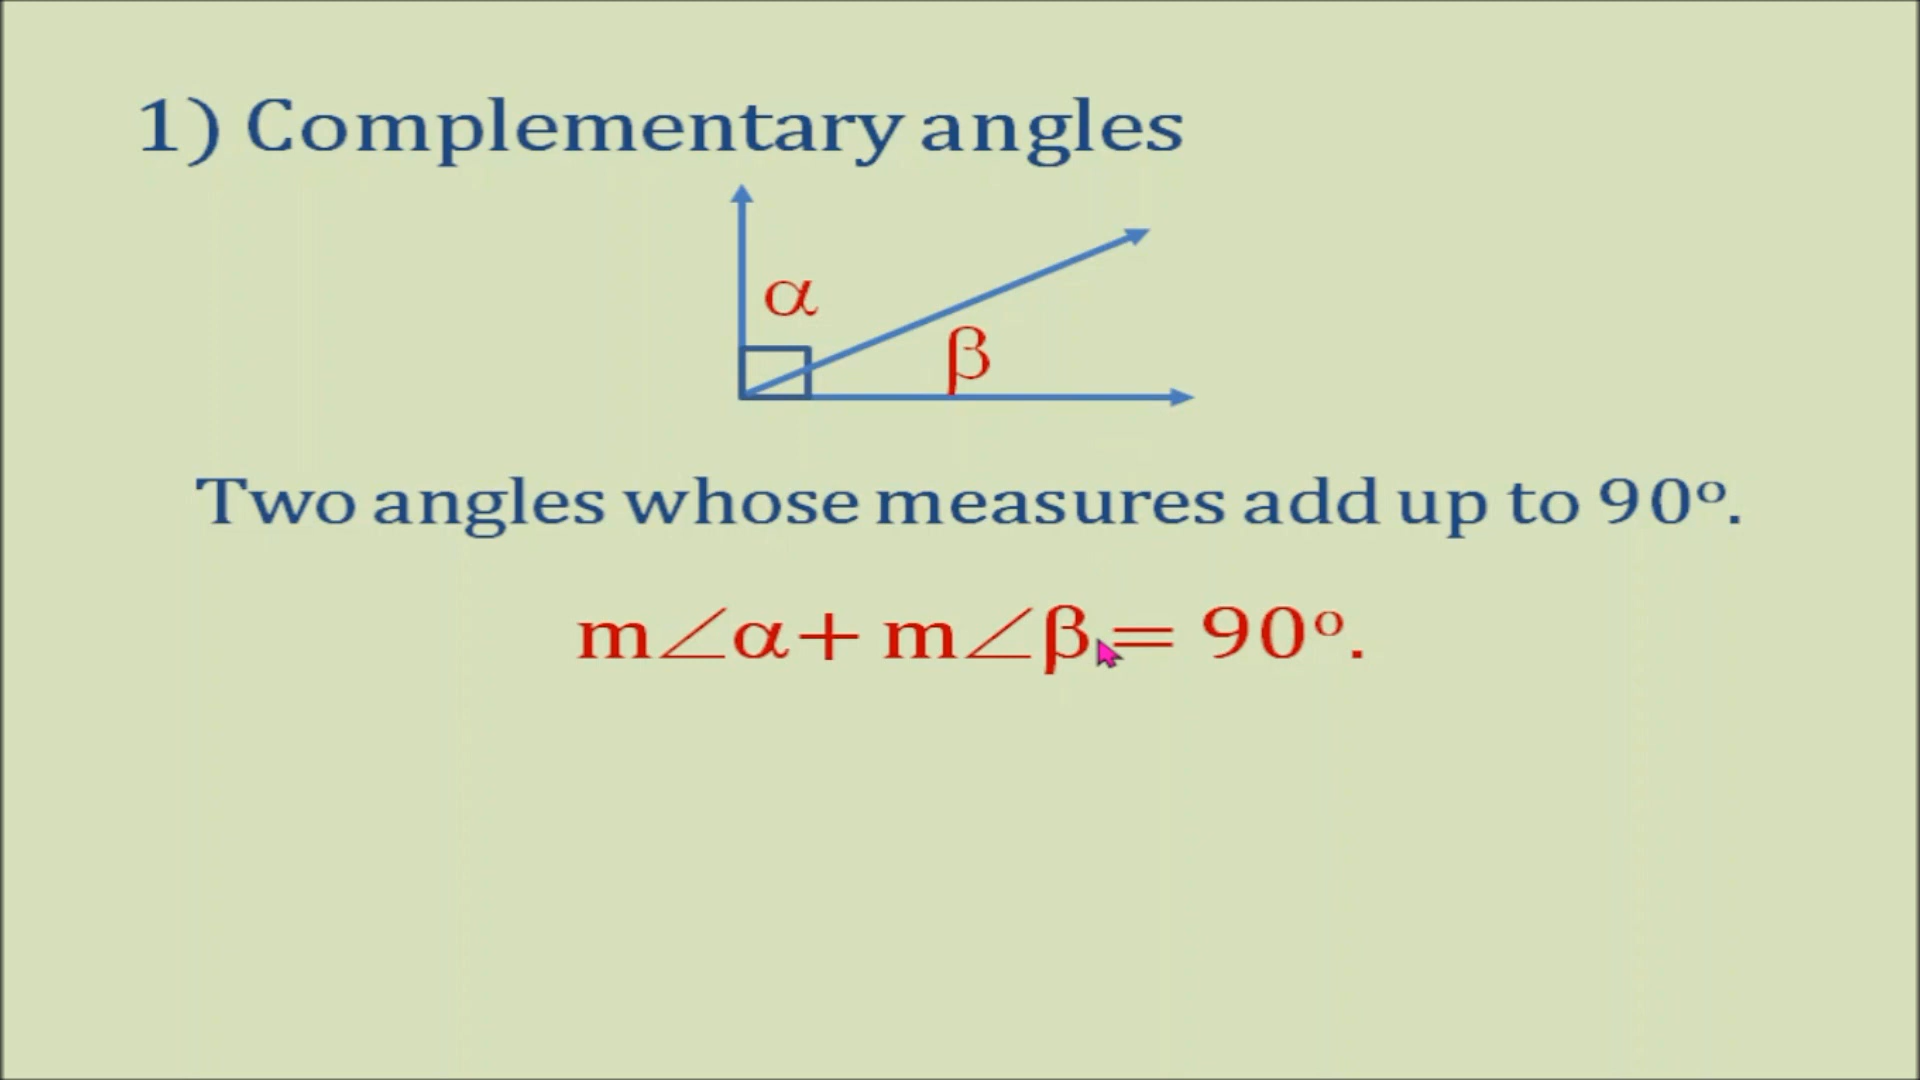 1) Complementary angles
α
β
Two angles whose measures add up to 90º.
m∠α+ m∠β= 90º.